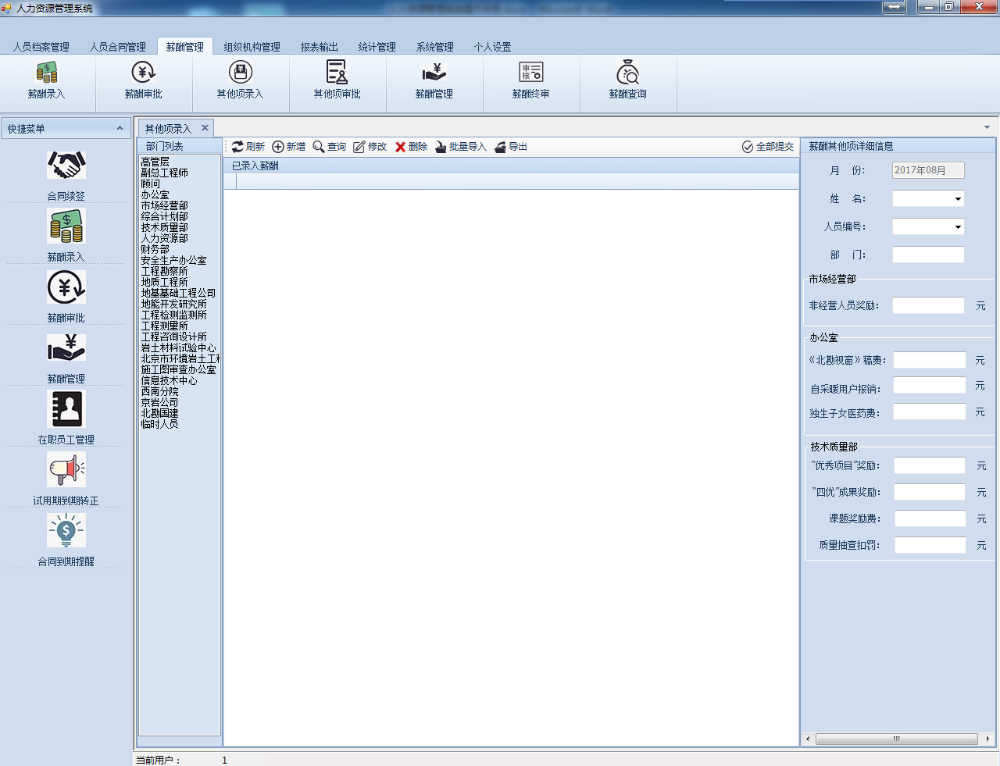 人力资源管理系统
人员档案管理 人员合同管理 薪酬管理 组织机构管理 报表输出 统计管理 系统管理 个人设置
薪酬录入 薪酬审批 其他项录入 其他项审批 薪酬管理 薪酬终审 薪酬查询
快捷菜单
合同续签
薪酬录入
薪酬审批
薪酬管理
在职员工管理
试用期到期转正
合同到期提醒
其他项录入
部门列表
高管层
副总工程师
顾问
办公室
市场经营部
综合计划部
技术质量部
人力资源部
财务部
安全生产办公室
工程勘察所
地质工程所
地基基础工程公司
地能开发研究所
工程检测监测所
工程测量所
工程咨询设计所
岩土材料试验中心
北京市环境岩土工程
施工图审查办公室
信息技术中心
西南分院
京岩公司
北勘国建
临时人员
刷新 新增 查询 修改 删除 批量导入 导出 全部提交
已录入薪酬
薪酬其他项详细信息
月 份: 2017年08月
姓 名:
人员编号:
部 门:
市场经营部
非经营人员奖励: 元
办公室
《北勘视窗》稿费: 元
自采暖用户报销: 元
独生子女医药费: 元
技术质量部
“优秀项目”奖励: 元
“四优”成果奖励: 元
课题奖励费: 元
质量抽查扣罚: 元
当前用户: 1